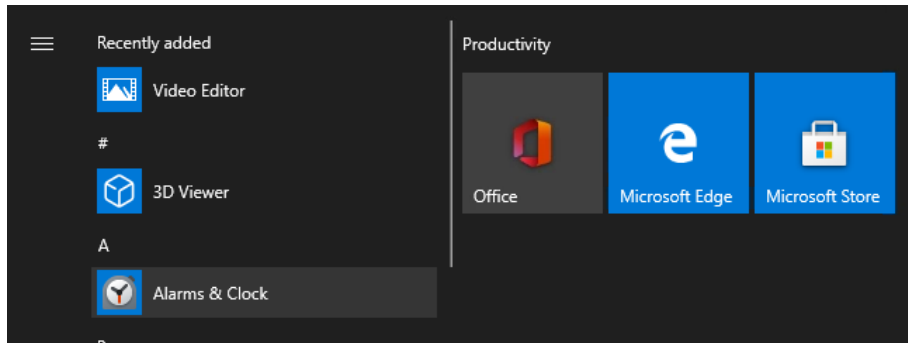 Recently added
Video Editor
#
3D Viewer
A
Alarms & Clock
Productivity
Office
Microsoft Edge
Microsoft Store